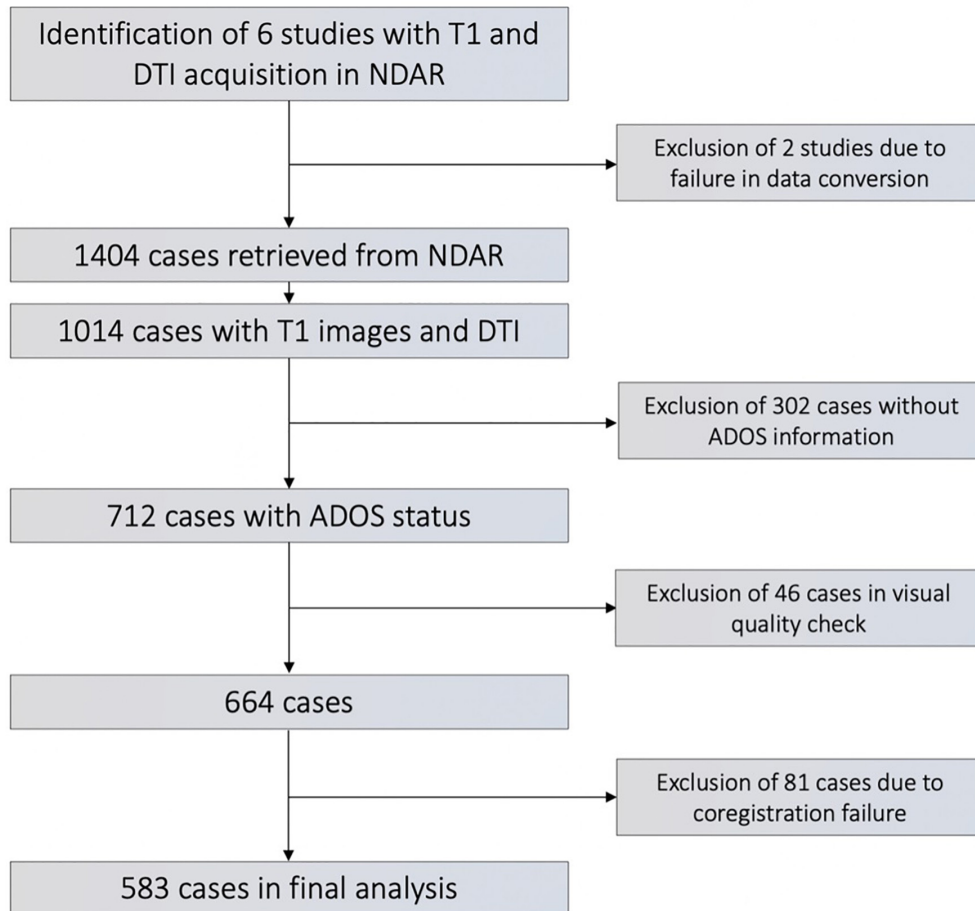 Identification of 6 studies with T1 and
DTI acquisition in NDAR
Exclusion of 2 studies due to
failure in data conversion
1404 cases retrieved from NDAR
1014 cases with T1 images and DTI
Exclusion of 302 cases without
ADOS information
712 cases with ADOS status
Exclusion of 46 cases in visual
quality check
664 cases
Exclusion of 81 cases due to
coregistration failure
583 cases in final analysis